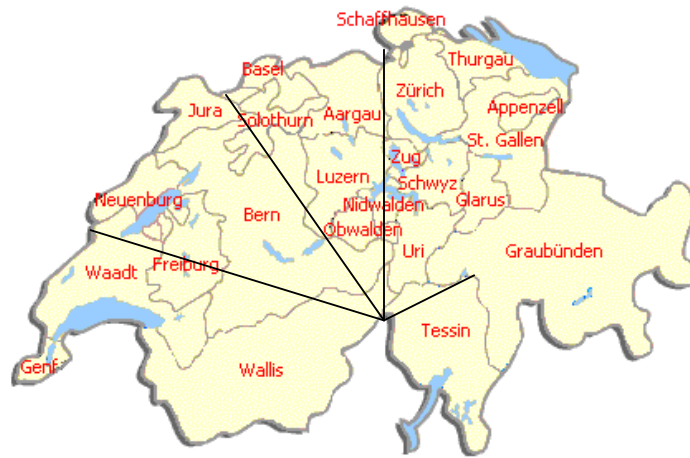 Schaffhausen
Thurgau
Basel
Zürich
Appenzell
Jura
Aargau
Solothurn
St. Gallen
Zug
Luzern
Schwyz
Neuenburg
Nidwalden
Glarus
Bern
Obwalden
Uri
Graubünden
Freiburg
Waadt
Tessin
Genf
Wallis